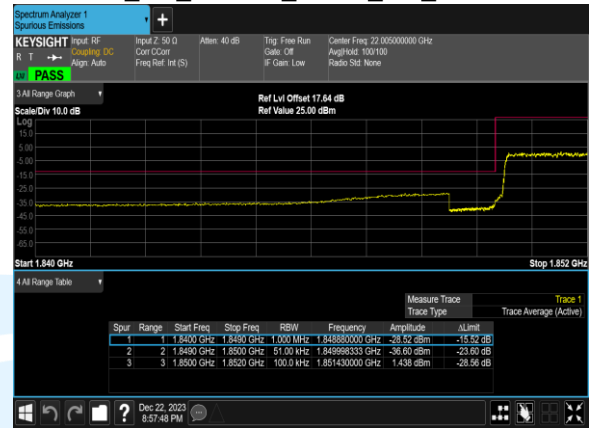 Spectrum Analyzer 1
Spurious Emissions
KEYSIGHT Input: RF Input Z: 50 Ω Atten: 40 dB Trig: Free Run Center Freq: 22.005000000 GHz
R T Coupling: DC Corr CCorr Gate: Off Avg|Hold: 100/100
Align: Auto Freq Ref: Int (S) IF Gain: Low Radio Std: None
PASS
3 All Range Graph
Ref Lvl Offset 17.64 dB
Scale/Div 10.0 dB Ref Value 25.00 dBm
Log
15.0
5.00
-5.00
-15.0
-25.0
-35.0
-45.0
-55.0
-65.0
Start 1.840 GHz Stop 1.852 GHz
4 All Range Table
Measure Trace Trace 1
Trace Type Trace Average (Active)
Spur Range Start Freq Stop Freq RBW Frequency Amplitude ΔLimit
1 1 1.8400 GHz 1.8490 GHz 1.000 MHz 1.848880000 GHz -28.52 dBm -15.52 dB
2 2 1.8490 GHz 1.8500 GHz 51.00 kHz 1.849998333 GHz -36.60 dBm -23.60 dB
3 3 1.8500 GHz 1.8520 GHz 100.0 kHz 1.851430000 GHz 1.438 dBm -28.56 dB
Dec 22, 2023
8:57:48 PM